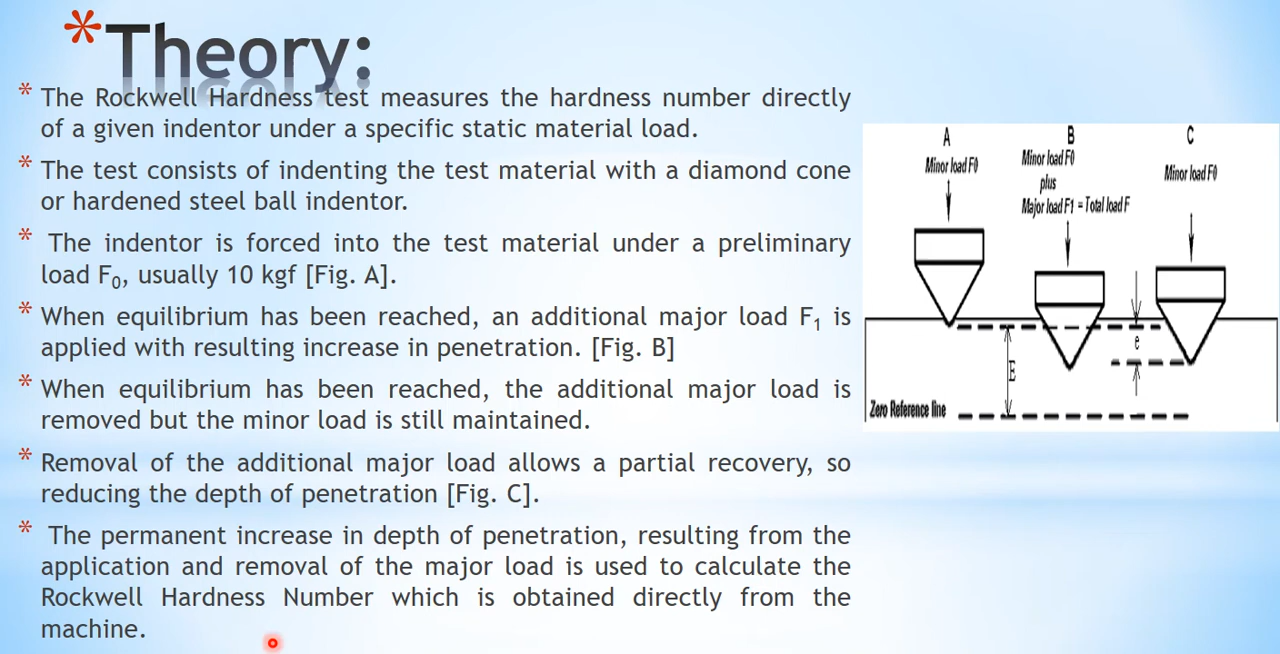 *Theory:
* The Rockwell Hardness test measures the hardness number directly
of a given indentor under a specific static material load.
* The test consists of indenting the test material with a diamond cone
or hardened steel ball indentor.
* The indentor is forced into the test material under a preliminary
load F₀, usually 10 kgf [Fig. A].
* When equilibrium has been reached, an additional major load F₁ is
applied with resulting increase in penetration. [Fig. B]
* When equilibrium has been reached, the additional major load is
removed but the minor load is still maintained.
* Removal of the additional major load allows a partial recovery, so
reducing the depth of penetration [Fig. C].
* The permanent increase in depth of penetration, resulting from the
application and removal of the major load is used to calculate the
Rockwell Hardness Number which is obtained directly from the
machine.
A
Minor load F0
B
Minor load F0
plus
Major load F1 = Total load F
C
Minor load F0
E
e
Zero Reference line